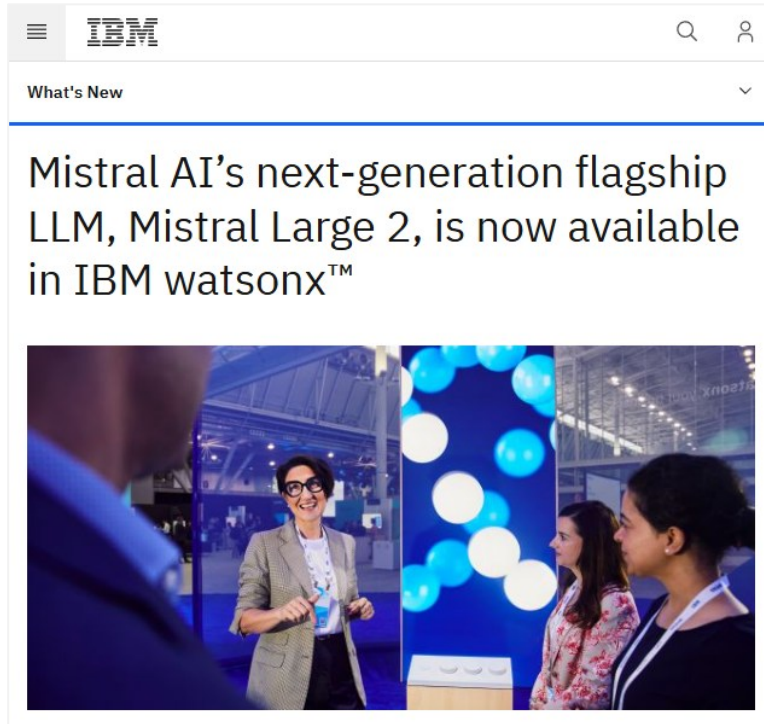 IBM
What's New
Mistral AI’s next-generation flagship
LLM, Mistral Large 2, is now available
in IBM watsonx™